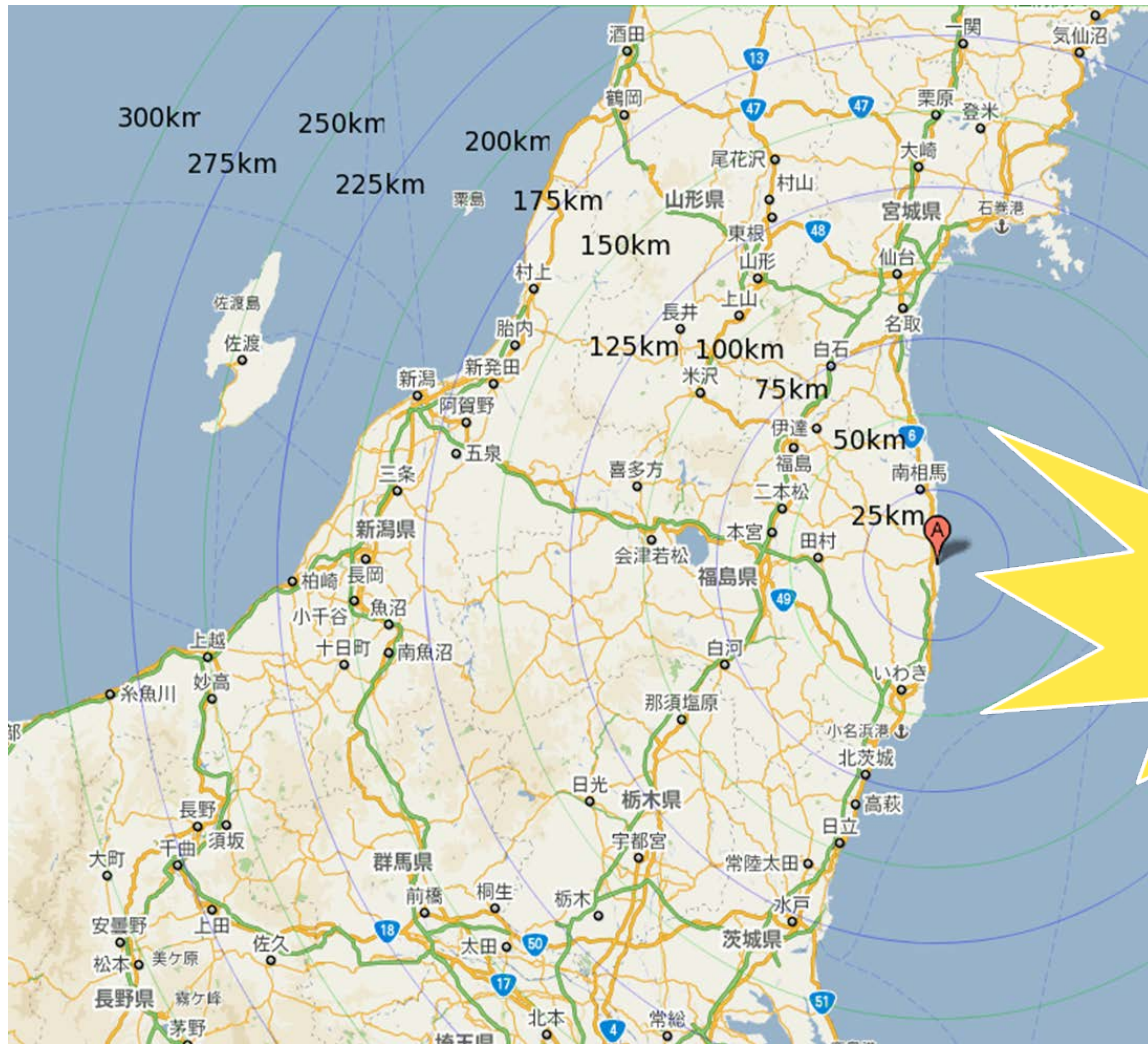 酒田
一関
気仙沼
13
鶴岡
47
47
栗原
登米
300km
250km
275km
200km
225km
尾花沢
大崎
粟島
175km
山形県
村山
宮城県
石巻港
150km
東根
48
仙台
山形
村上
佐渡島
長井
上山
名取
佐渡
胎内
125km
100km
白石
新発田
米沢
75km
新潟
阿賀野
伊達
50km
6
五泉
福島
三条
喜多方
南相馬
二本松
25km
新潟県
本宮
田村
A
会津若松
長岡
福島県
柏崎
49
小千谷
魚沼
上越
十日町
南魚沼
白河
いわき
糸魚川
妙高
那須塩原
部
小名浜港
北茨城
日光
栃木県
高萩
長野
須坂
日立
千曲
宇都宮
大町
群馬県
常陸太田
前橋
桐生
栃木
水戸
安曇野
上田
18
太田
50
茨城県
佐久
松本
美ケ原
長野県
霧ケ峰
17
51
茅野
北本
4
常総
埼玉県